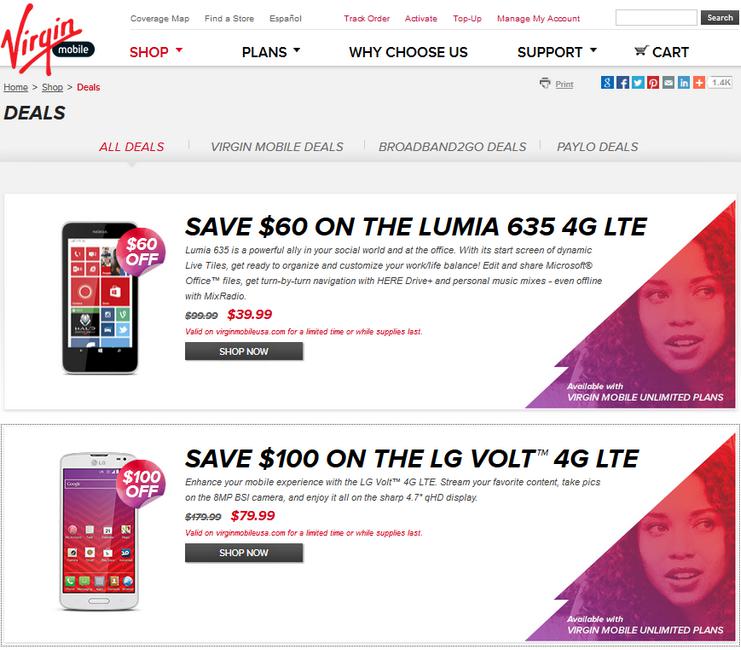 Virgin mobile
Coverage Map Find a Store Español Track Order Activate Top-Up Manage My Account Search
SHOP PLANS WHY CHOOSE US SUPPORT CART
Home > Shop > Deals Print 1.4K
DEALS
ALL DEALS VIRGIN MOBILE DEALS BROADBAND2GO DEALS PAYLO DEALS
$60 OFF
SAVE $60 ON THE LUMIA 635 4G LTE
Lumia 635 is a powerful ally in your social world and at the office. With its start screen of dynamic
Live Tiles, get ready to organize and customize your work/life balance! Edit and share Microsoft®
Office™ files, get turn-by-turn navigation with HERE Drive+ and personal music mixes - even offline
with MixRadio.
$99.99 $39.99
Valid on virginmobileusa.com for a limited time or while supplies last.
SHOP NOW
Available with
VIRGIN MOBILE UNLIMITED PLANS
$100 OFF
SAVE $100 ON THE LG VOLT™ 4G LTE
Enhance your mobile experience with the LG Volt™ 4G LTE. Stream your favorite content, take pics
on the 8MP BSI camera, and enjoy it all on the sharp 4.7" qHD display.
$179.99 $79.99
Valid on virginmobileusa.com for a limited time or while supplies last.
SHOP NOW
Available with
VIRGIN MOBILE UNLIMITED PLANS